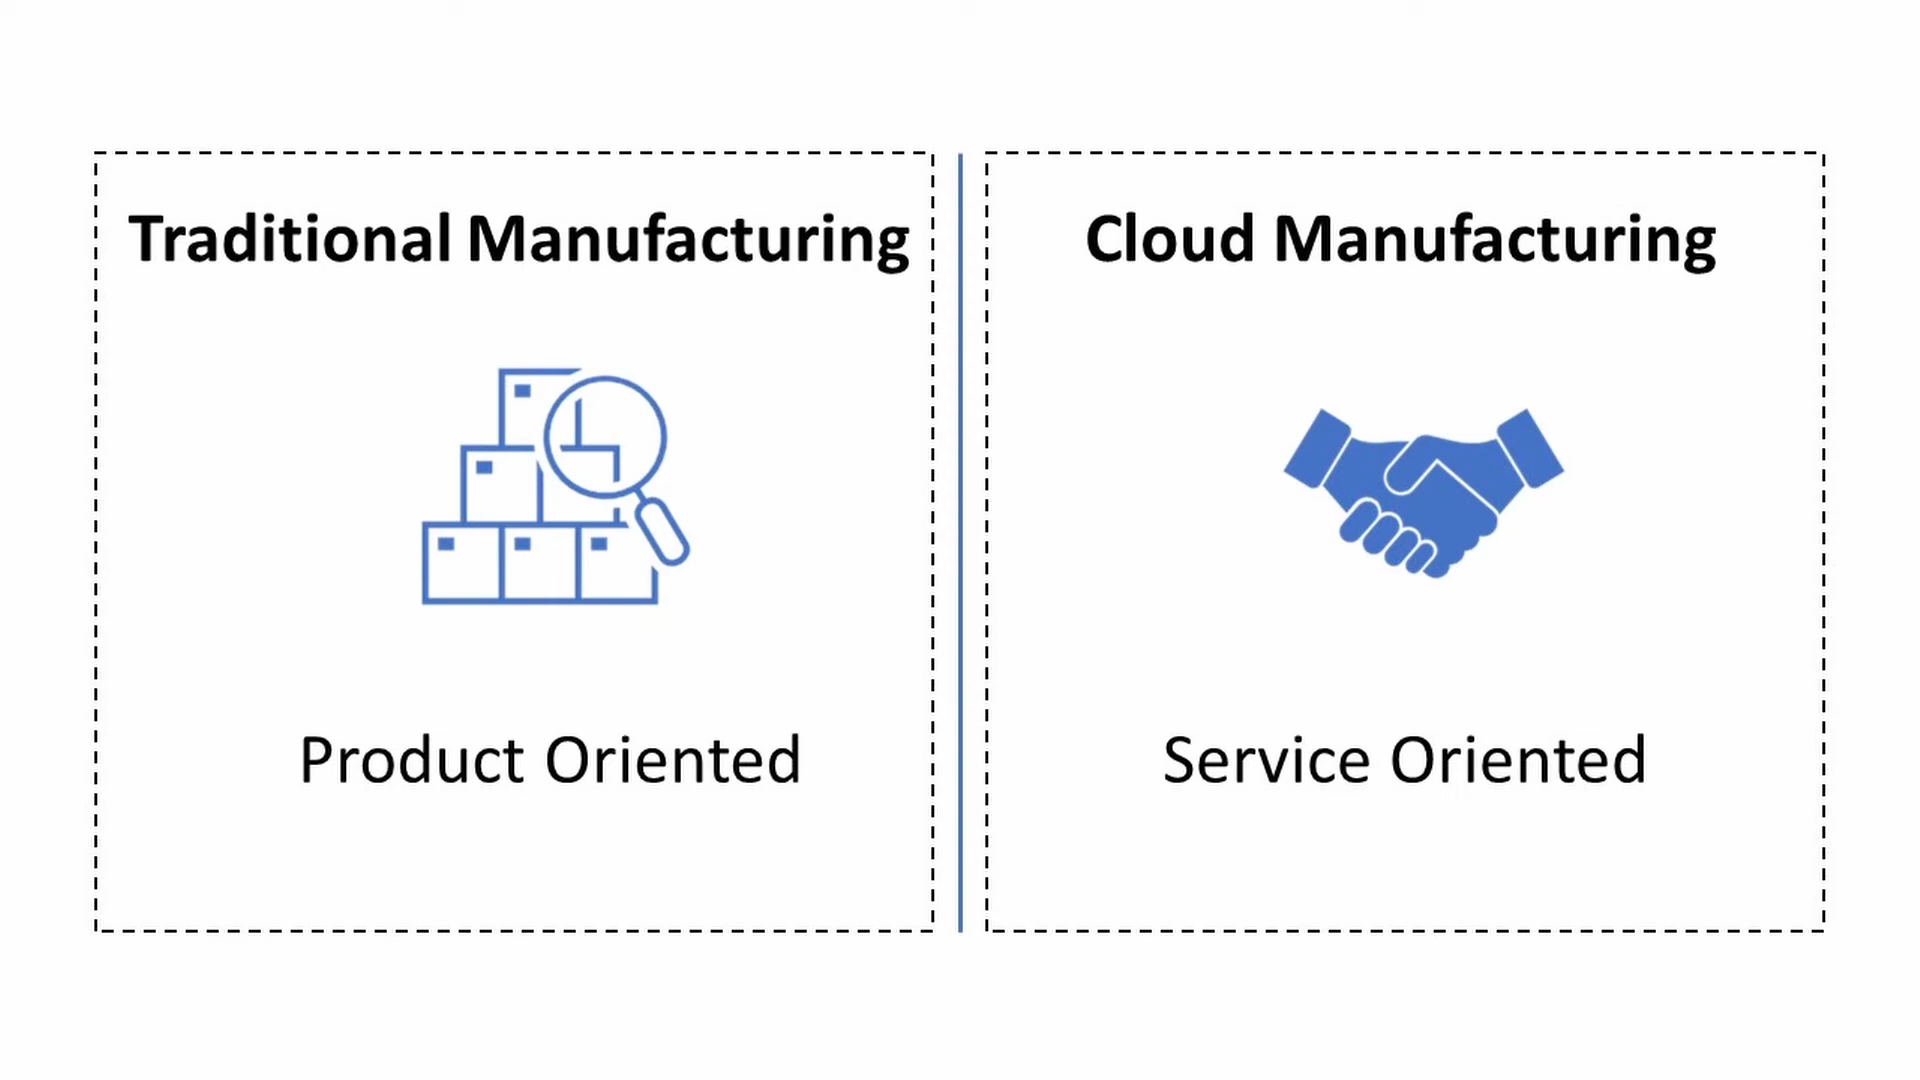 Traditional Manufacturing
Product Oriented
Cloud Manufacturing
Service Oriented